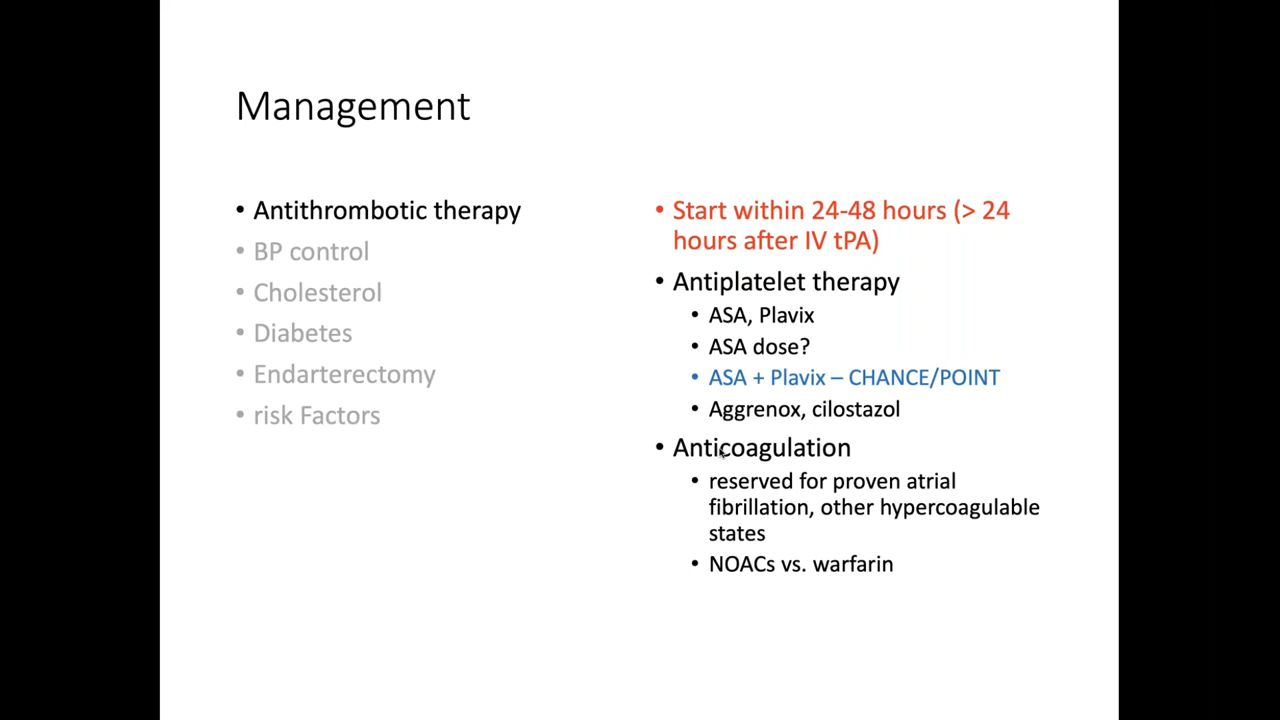 Management
• Antithrombotic therapy
• BP control
• Cholesterol
• Diabetes
• Endarterectomy
• risk Factors
• Start within 24-48 hours (> 24
hours after IV tPA)
• Antiplatelet therapy
• ASA, Plavix
• ASA dose?
• ASA + Plavix – CHANCE/POINT
• Aggrenox, cilostazol
• Anticoagulation
• reserved for proven atrial
fibrillation, other hypercoagulable
states
• NOACs vs. warfarin